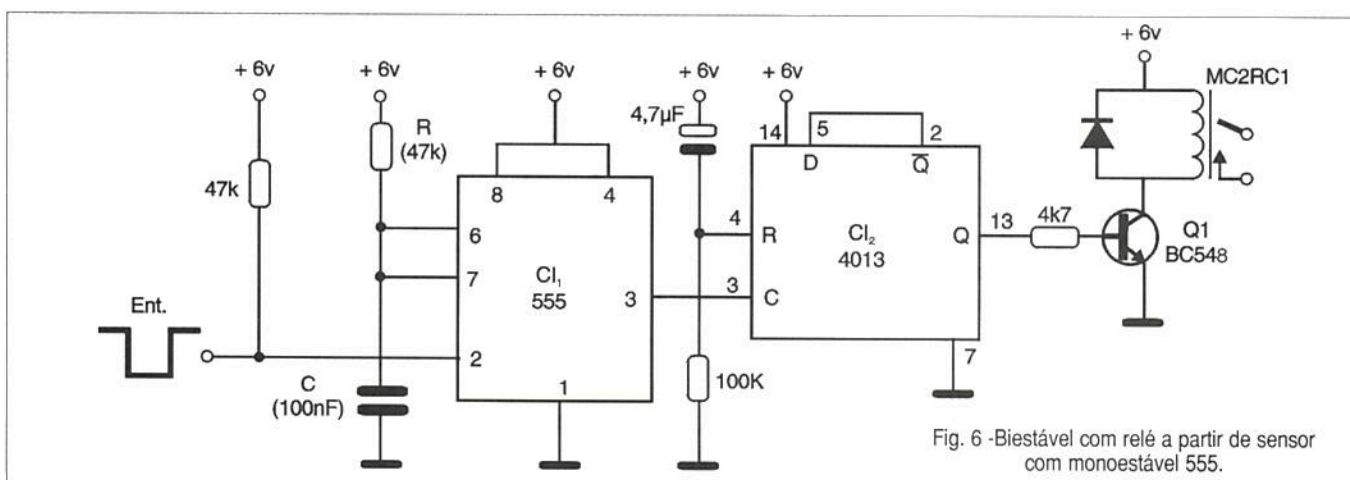 + 6v
+ 6v
+ 6v
+ 6v
+ 6v
+ 6v
MC2RC1
R
(47k)
4,7µF
47k
8
4
14
5
2
D
Q̅
6
7
CI₁
555
3
4
R
3
C
CI₂
4013
Q
13
4k7
Q1
BC548
Ent.
2
C
(100nF)
1
100K
7
Fig. 6 -Biestável com relé a partir de sensor
com monoestável 555.